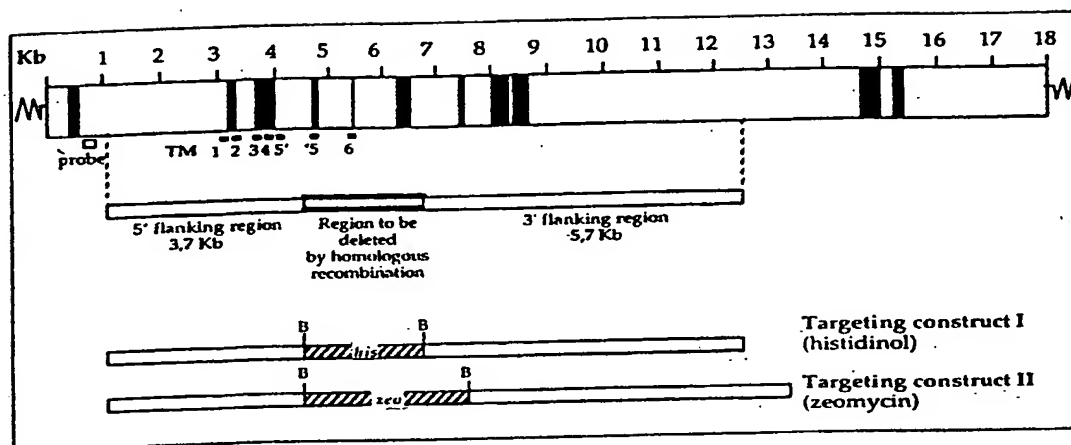 Kb 1 2 3 4 5 6 7 8 9 10 11 12 13 14 15 16 17 18
probe TM 1 2 3 4 5' '5 6
5' flanking region
3,7 Kb
Region to be
deleted
by homologous
recombination
3' flanking region
5,7 Kb
B B
his
Targeting construct I
(histidinol)
B B
zeo
Targeting construct II
(zeomycin)